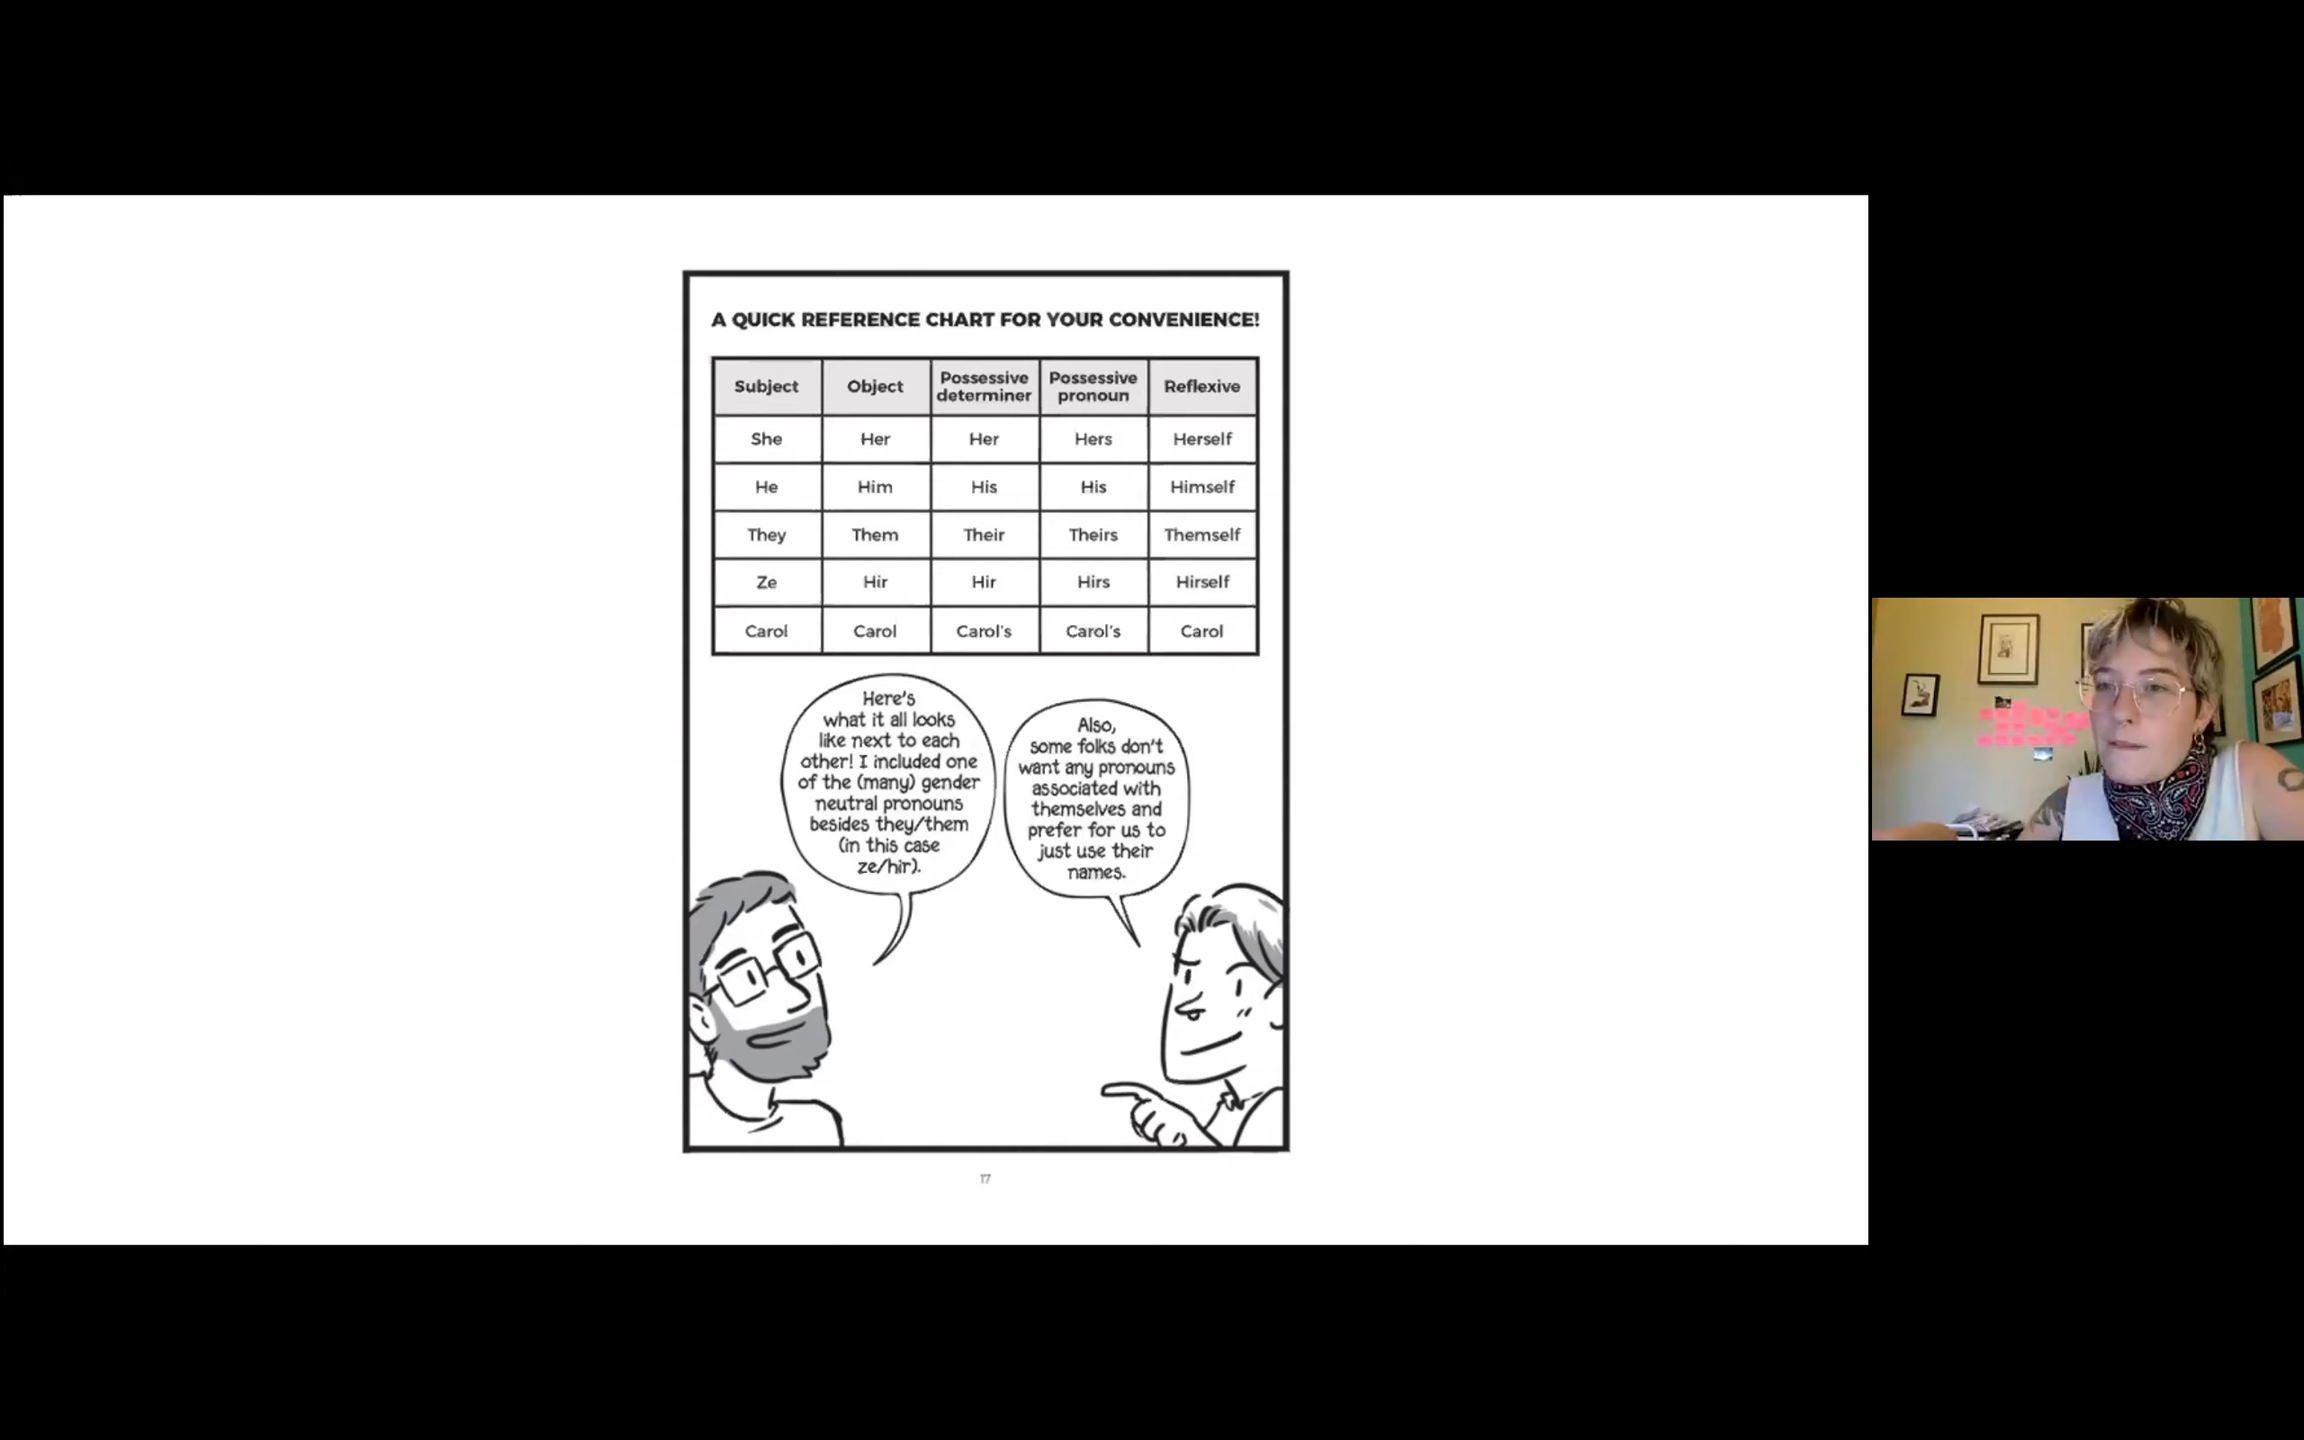 A QUICK REFERENCE CHART FOR YOUR CONVENIENCE!
Subject Object Possessive determiner Possessive pronoun Reflexive
She Her Her Hers Herself
He Him His His Himself
They Them Their Theirs Themself
Ze Hir Hir Hirs Hirself
Carol Carol Carol's Carol's Carol
Here's
what it all looks
like next to each
other! I included one
of the (many) gender
neutral pronouns
besides they/them
(in this case
ze/hir).
Also,
some folks don't
want any pronouns
associated with
themselves and
prefer for us to
just use their
names.
17